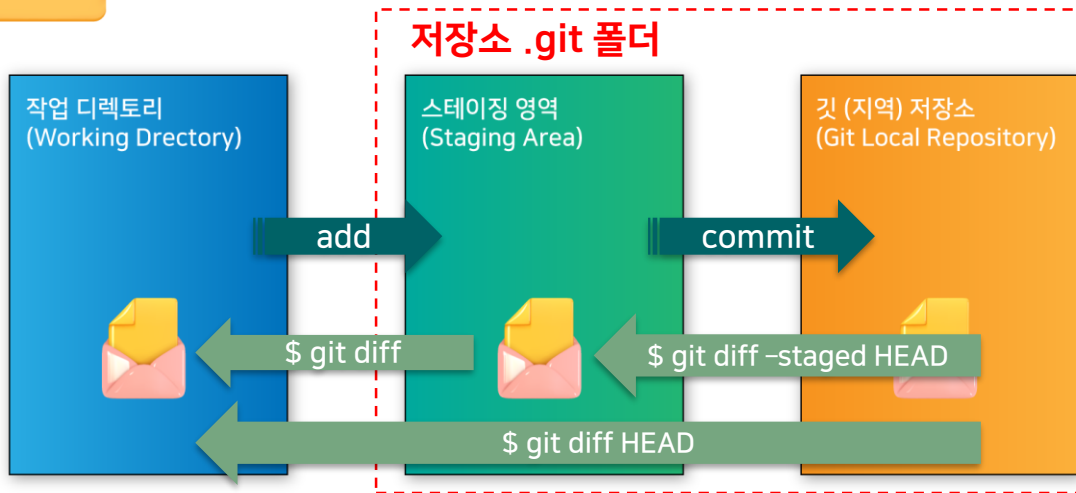 저장소 .git 폴더
작업 디렉토리
(Working Drectory)
스테이징 영역
(Staging Area)
깃 (지역) 저장소
(Git Local Repository)
add
commit
$ git diff
$ git diff –staged HEAD
$ git diff HEAD